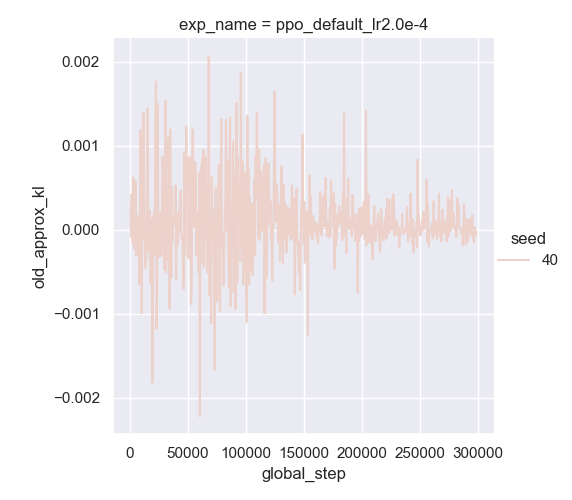 exp_name = ppo_default_lr2.0e-4
0.002
0.001
0.000
−0.001
−0.002
old_approx_kl
0 50000 100000 150000 200000 250000 300000
global_step
seed
40